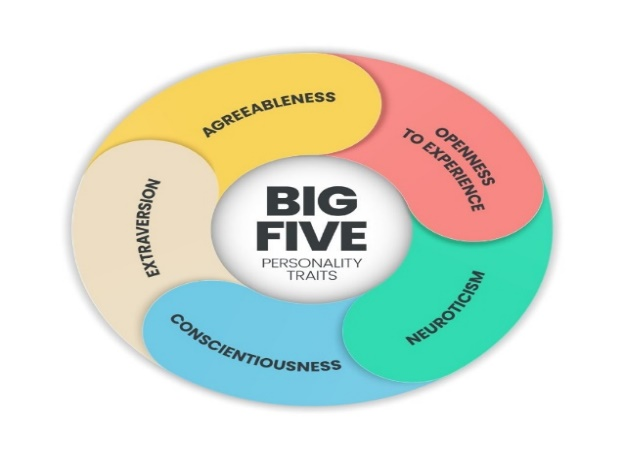 AGREEABLENESS
OPENNESS
TO EXPERIENCE
EXTRAVERSION
BIG
FIVE
PERSONALITY
TRAITS
NEUROTICISM
CONSCIENTIOUSNESS